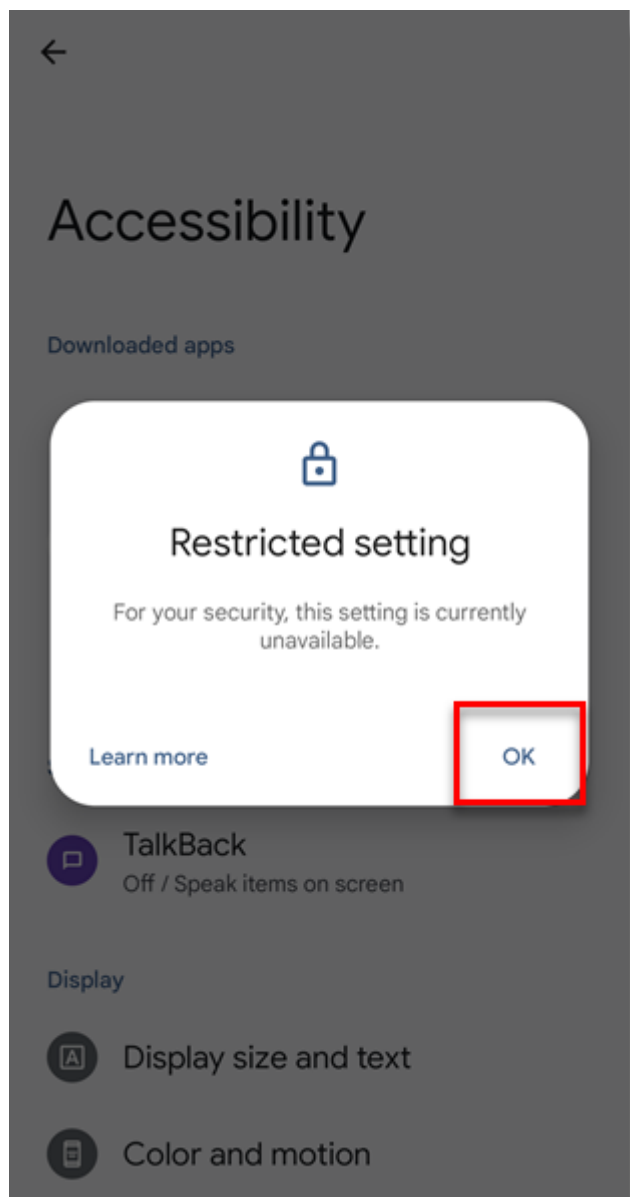 Accessibility
Downloaded apps
Restricted setting
For your security, this setting is currently
unavailable.
Learn more
OK
TalkBack
Off / Speak items on screen
Display
Display size and text
Color and motion